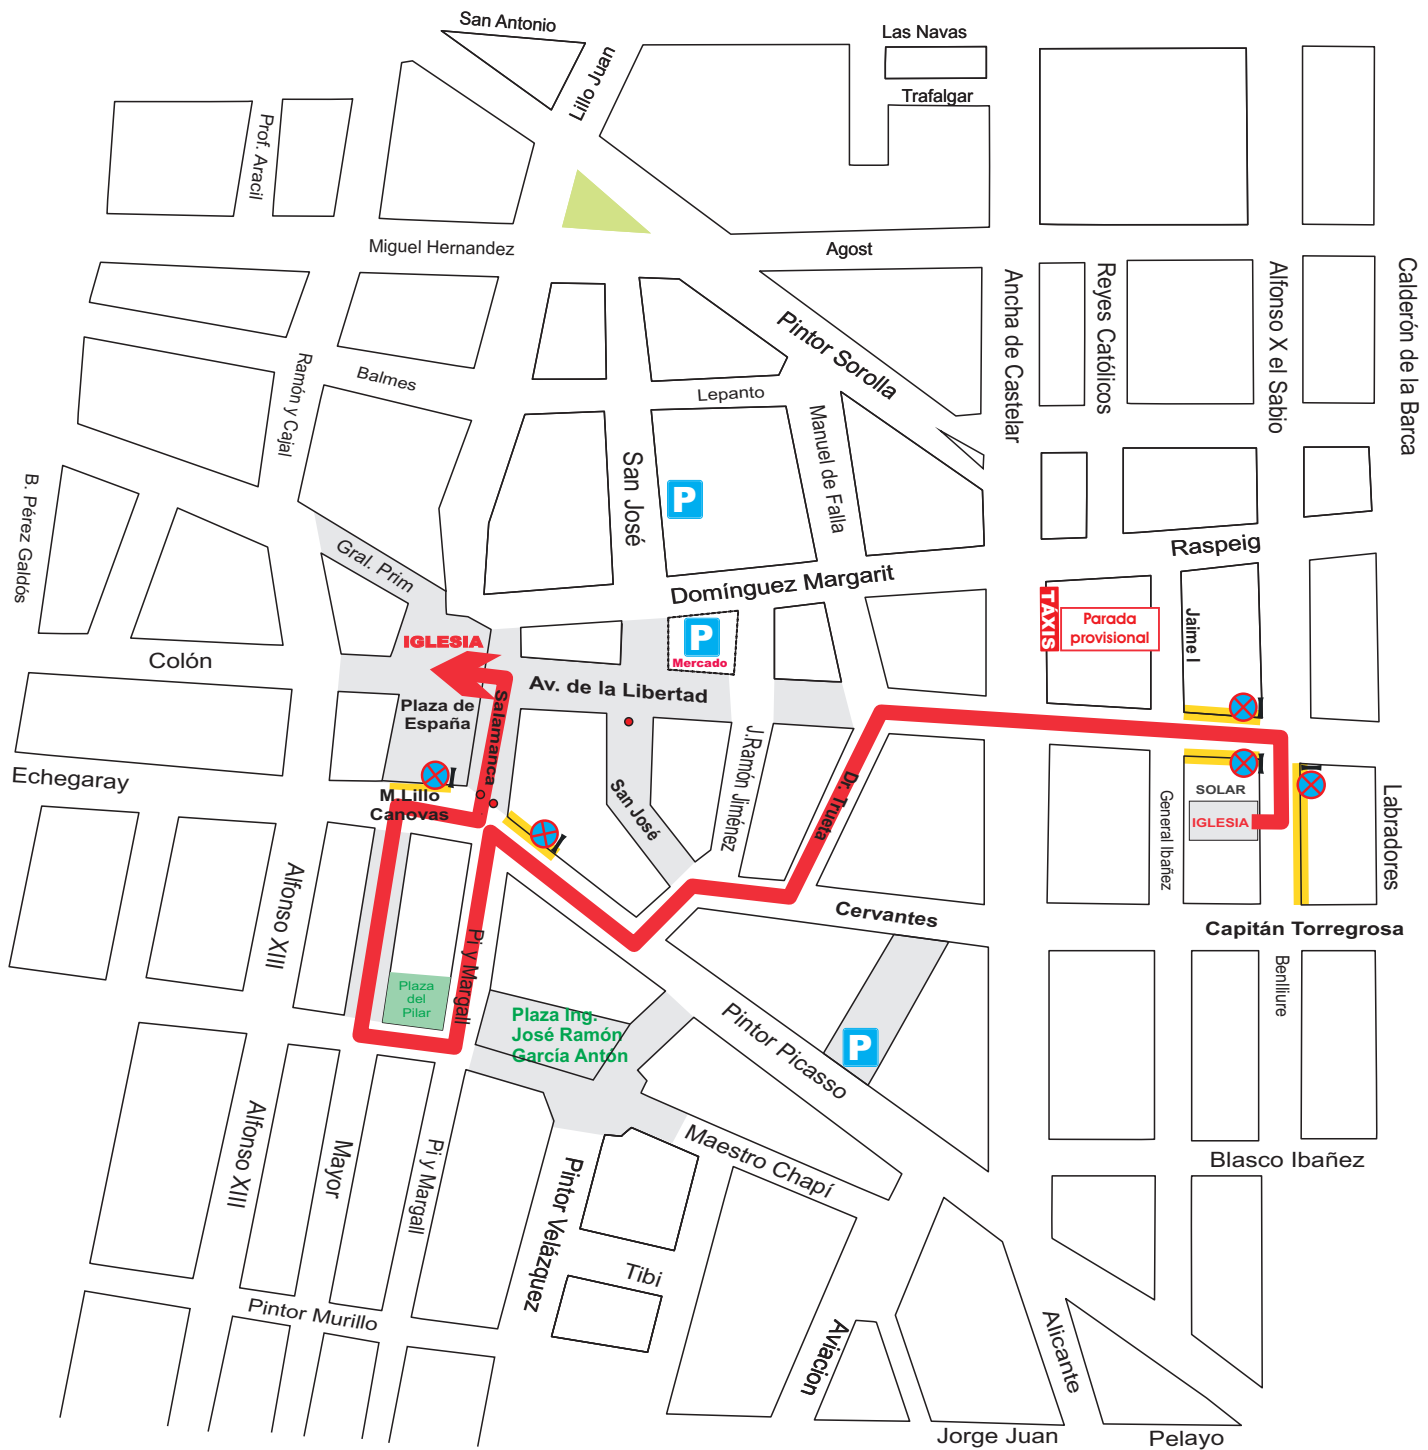 San Antonio
Las Navas
Lillo Juan
Trafalgar
Prof. Aracil
Miguel Hernandez
Agost
Ancha de Castelar
Reyes Católicos
Alfonso X el Sabio
Calderón de la Barca
Pintor Sorolla
Ramón y Cajal
Balmes
Lepanto
Manuel de Falla
San José
P
B. Pérez Galdós
Gral. Prim
Raspeig
Domínguez Margarit
TÁXIS
Parada
provisional
Jaime I
IGLESIA
P
Mercado
Colón
Av. de la Libertad
Plaza de
España
Salamanca
Echegaray
M.Lillo
Canovas
San José
J.Ramón Jiménez
Dr. Trueta
SOLAR
IGLESIA
General Ibañez
Labradores
Alfonso XIII
Pi y Margall
Cervantes
Capitán Torregrosa
Benlliure
Plaza
del
Pilar
Plaza Ing.
José Ramón
García Antón
Pintor Picasso
P
Alfonso XIII
Mayor
Pi y Margall
Maestro Chapí
Blasco Ibañez
Pintor Velázquez
Tibi
Pintor Murillo
Aviacion
Alicante
Jorge Juan
Pelayo